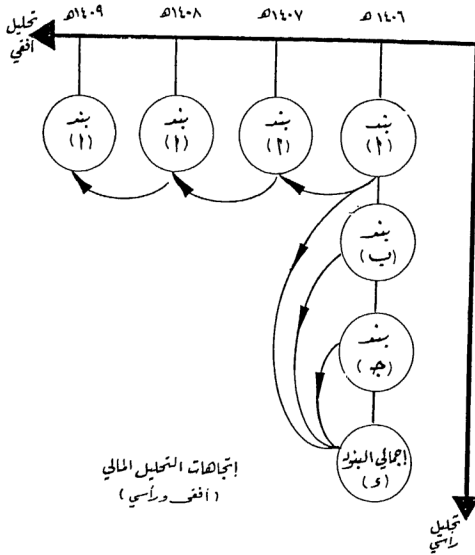 ١٤٠٦هـ ١٤٠٧هـ ١٤٠٨هـ ١٤٠٩هـ
تحليل
أفقي
بند
(أ)
بند
(أ)
بند
(أ)
بند
(أ)
بند
(ب)
بند
(جـ)
إجمالي البنود
(د)
إتجاهات التحليل المالي
(أفقى ورأسي)
تحليل
رأسي